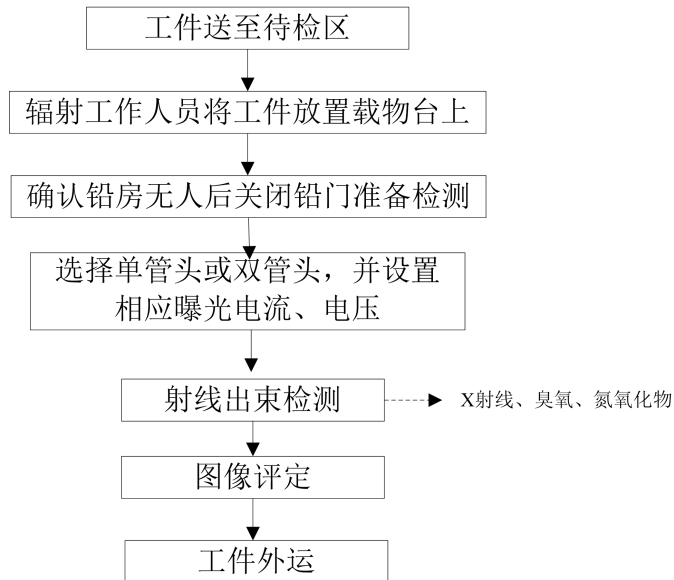 工件送至待检区
辐射工作人员将工件放置载物台上
确认铅房无人后关闭铅门准备检测
选择单管头或双管头，并设置
相应曝光电流、电压
射线出束检测
X射线、臭氧、氮氧化物
图像评定
工件外运